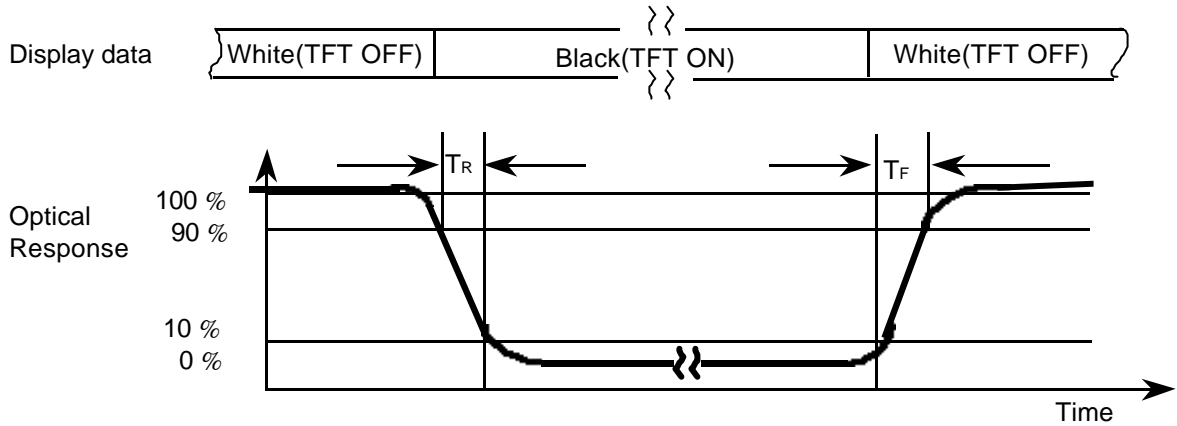 Display data
White(TFT OFF)
Black(TFT ON)
White(TFT OFF)
TR
TF
Optical
Response
100 %
90 %
10 %
0 %
Time